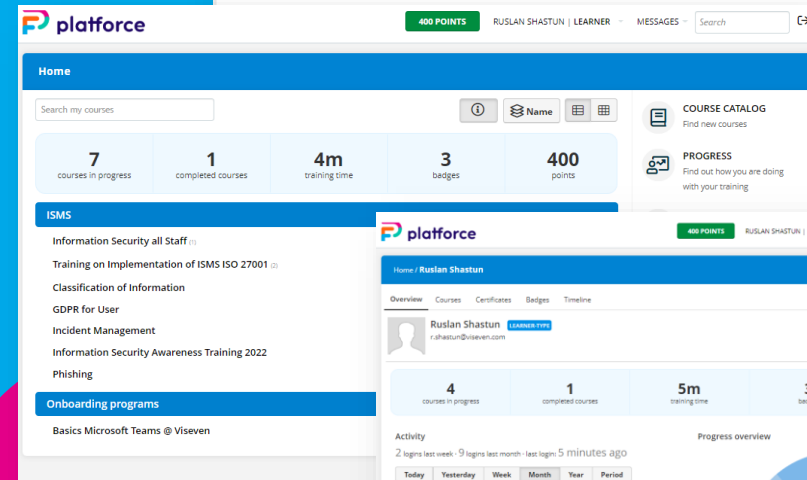 platforce
400 POINTS
RUSLAN SHASTUN | LEARNER
MESSAGES
Search
Home
Search my courses
Name
7
courses in progress
1
completed courses
4m
training time
3
badges
400
points
COURSE CATALOG
Find new courses
PROGRESS
Find out how you are doing
with your training
ISMS
Information Security all Staff (1)
Training on Implementation of ISMS ISO 27001 (2)
Classification of Information
GDPR for User
Incident Management
Information Security Awareness Training 2022
Phishing
Onboarding programs
Basics Microsoft Teams @ Viseven
platforce
400 POINTS
RUSLAN SHASTUN |
Home / Ruslan Shastun
Overview
Courses
Certificates
Badges
Timeline
Ruslan Shastun
LEARNER-TYPE
r.shastun@viseven.com
4
courses in progress
1
completed courses
5m
training time
Activity
2 logins last week · 9 logins last month · last login: 5 minutes ago
Progress overview
Today
Yesterday
Week
Month
Year
Period